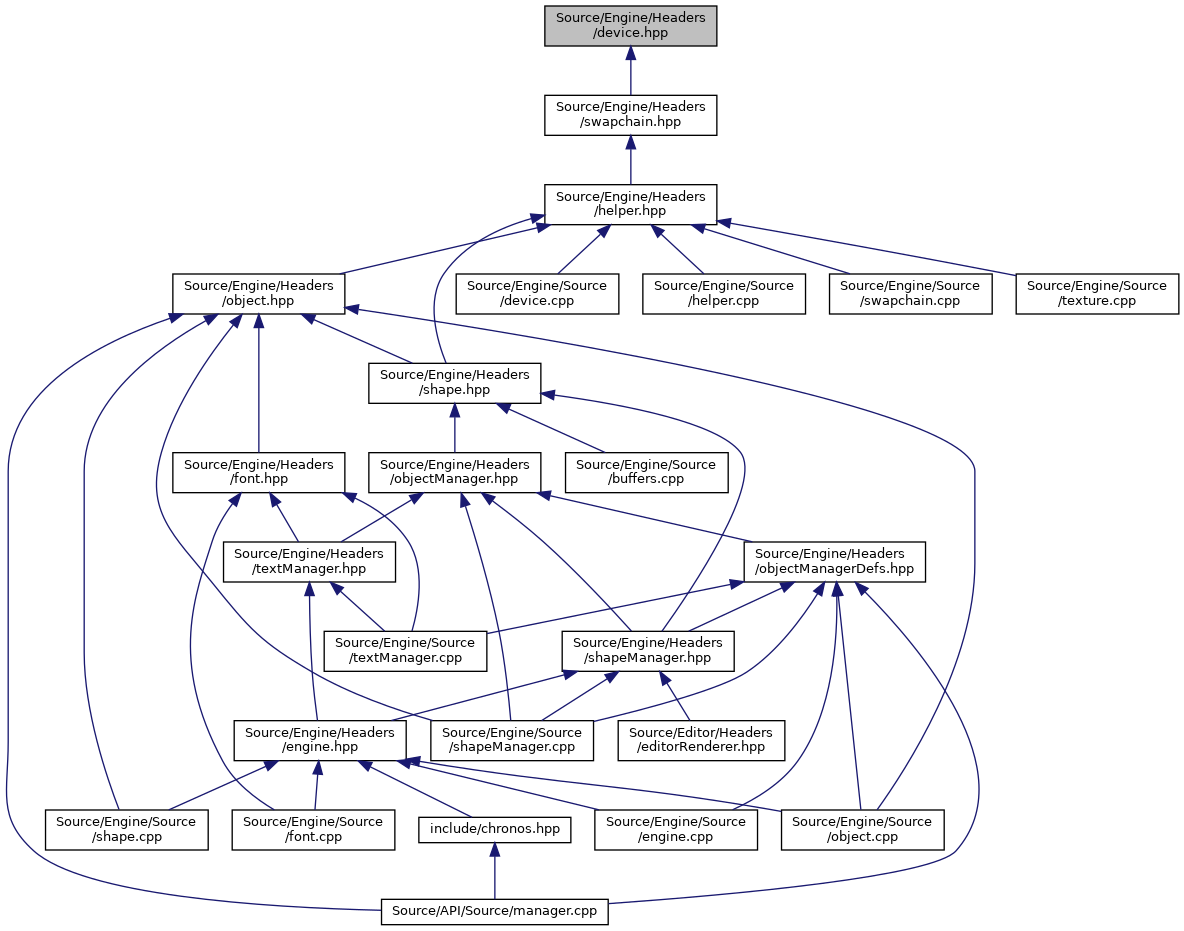 Source/Engine/Headers
/device.hpp
Source/Engine/Headers
/swapchain.hpp
Source/Engine/Headers
/helper.hpp
Source/Engine/Headers
/object.hpp
Source/Engine/Source
/device.cpp
Source/Engine/Source
/helper.cpp
Source/Engine/Source
/swapchain.cpp
Source/Engine/Source
/texture.cpp
Source/Engine/Headers
/shape.hpp
Source/Engine/Headers
/font.hpp
Source/Engine/Headers
/objectManager.hpp
Source/Engine/Source
/buffers.cpp
Source/Engine/Headers
/textManager.hpp
Source/Engine/Headers
/objectManagerDefs.hpp
Source/Engine/Source
/textManager.cpp
Source/Engine/Headers
/shapeManager.hpp
Source/Engine/Headers
/engine.hpp
Source/Engine/Source
/shapeManager.cpp
Source/Editor/Headers
/editorRenderer.hpp
Source/Engine/Source
/shape.cpp
Source/Engine/Source
/font.cpp
include/chronos.hpp
Source/Engine/Source
/engine.cpp
Source/Engine/Source
/object.cpp
Source/API/Source/manager.cpp